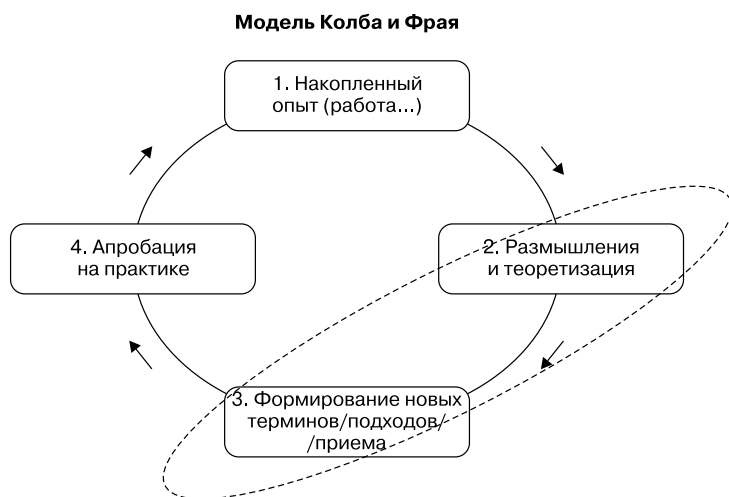 Модель Колба и Фрая
1. Накопленный
опыт (работа...)
4. Апробация
на практике
2. Размышления
и теоретизация
3. Формирование новых
терминов/подходов/
/приема